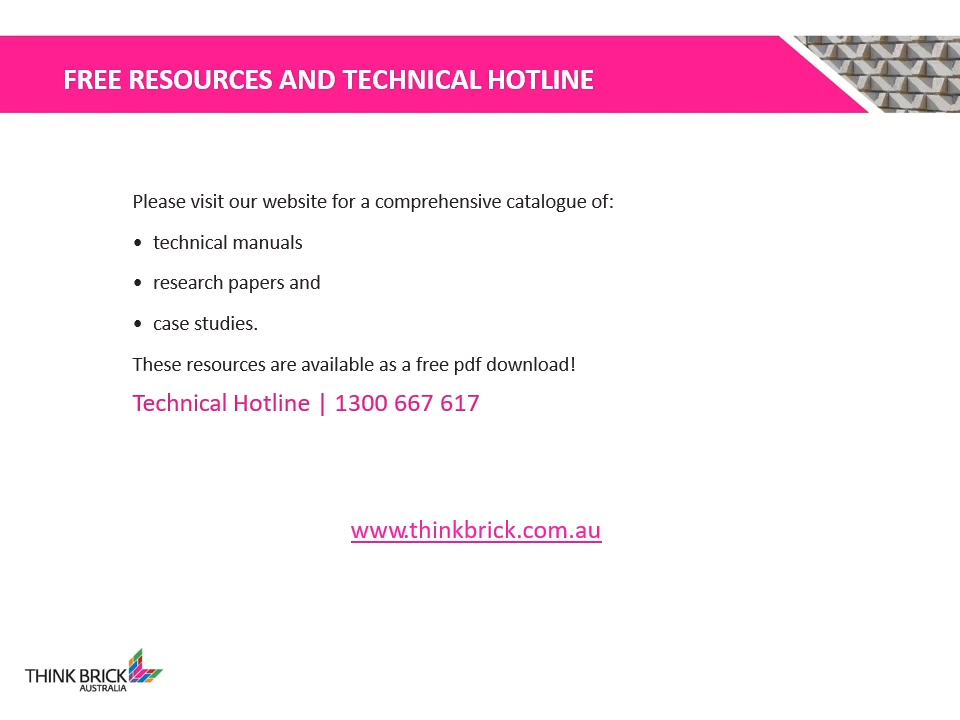 FREE RESOURCES AND TECHNICAL HOTLINE
Please visit our website for a comprehensive catalogue of:
• technical manuals
• research papers and
• case studies.
These resources are available as a free pdf download!
Technical Hotline | 1300 667 617
www.thinkbrick.com.au
THINK BRICK
AUSTRALIA